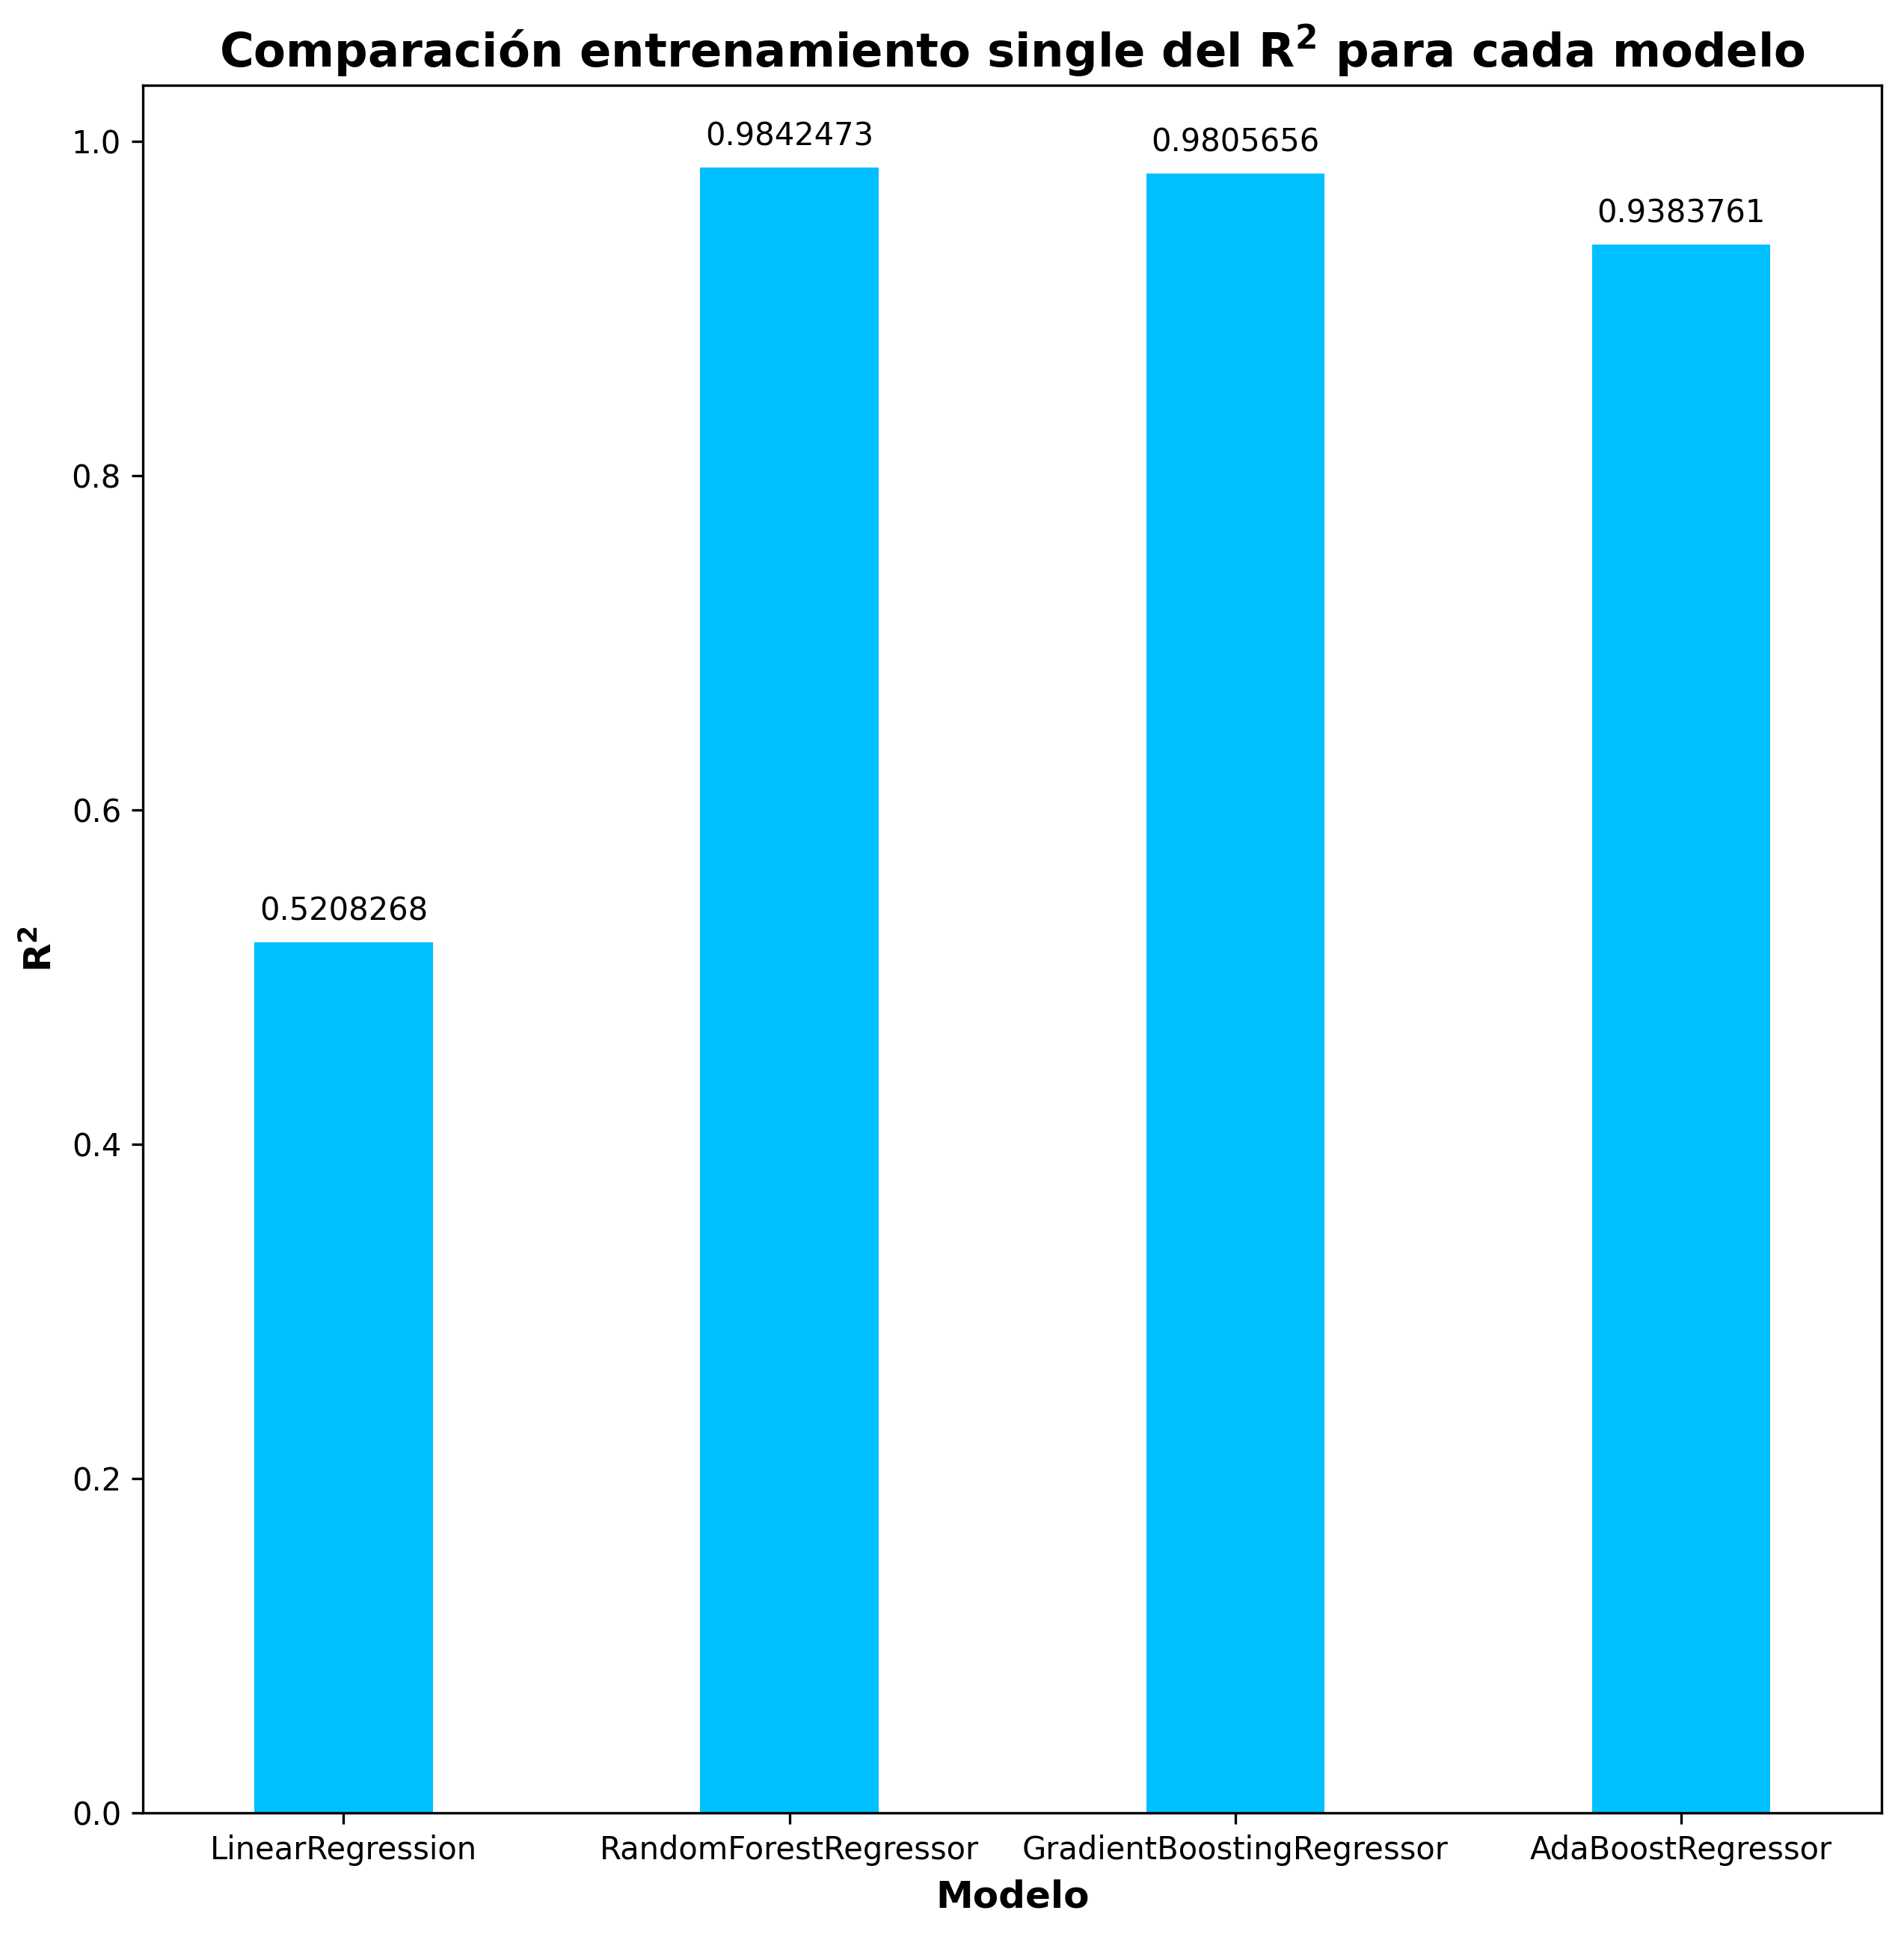 Comparación entrenamiento single del R² para cada modelo
1.0
0.8
0.6
0.4
0.2
0.0
R²
0.5208268
0.9842473
0.9805656
0.9383761
LinearRegression
RandomForestRegressor
GradientBoostingRegressor
AdaBoostRegressor
Modelo